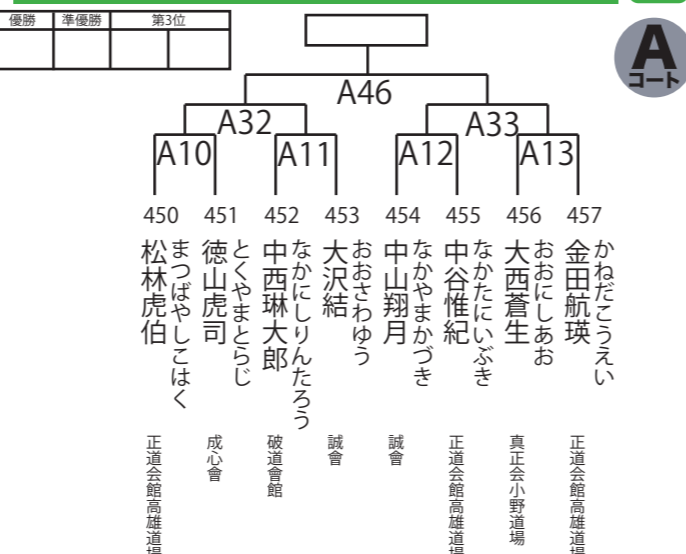 優勝 準優勝 第3位
A
コート
A46
A32 A33
A10 A11 A12 A13
450 451 452 453 454 455 456 457
松林虎伯 まつばやしこはく
徳山虎司 とくやまとらじ
中西琳大郎 なかにしりんたろう
大沢結 おおさわゆう
中山翔月 なかやまかづき
中谷惟紀 なかたにいぶき
大西蒼生 おおにしあお
金田航瑛 かねだこうえい
正道会館高雄道場
成心會
破道會館
誠會
誠會
正道会館高雄道場
真正会小野道場
正道会館高雄道場